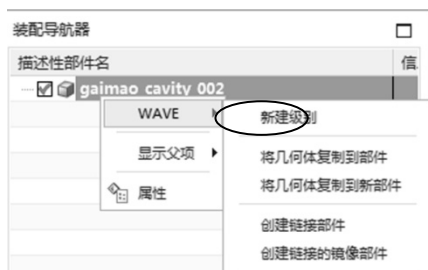 装配导航器
描述性部件名 信
gaimao cavity 002
WAVE 新建级别
显示父项 将几何体复制到部件
属性 将几何体复制到新部件
创建链接部件
创建链接的镜像部件